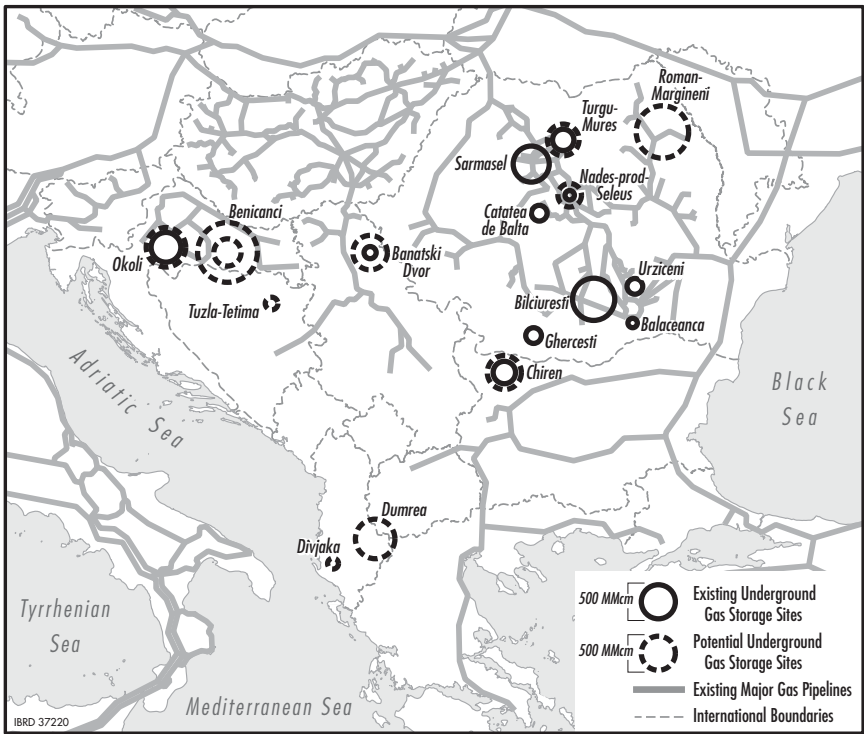 Roman-
Margineni
Turgu-
Mures
Sarmasel
Nades-prod-
Seleus
Catatea
de Balta
Benicanci
Okoli
Banatski
Dvor
Tuzla-Tetima
Urziceni
Bilciuresti
Balaceanca
Ghercesti
Chiren
Adriatic Sea
Black
Sea
Dumrea
Divjaka
Tyrrhenian
Sea
Mediterranean Sea
500 MMcm
Existing Underground
Gas Storage Sites
500 MMcm
Potential Underground
Gas Storage Sites
Existing Major Gas Pipelines
International Boundaries
IBRD 37220